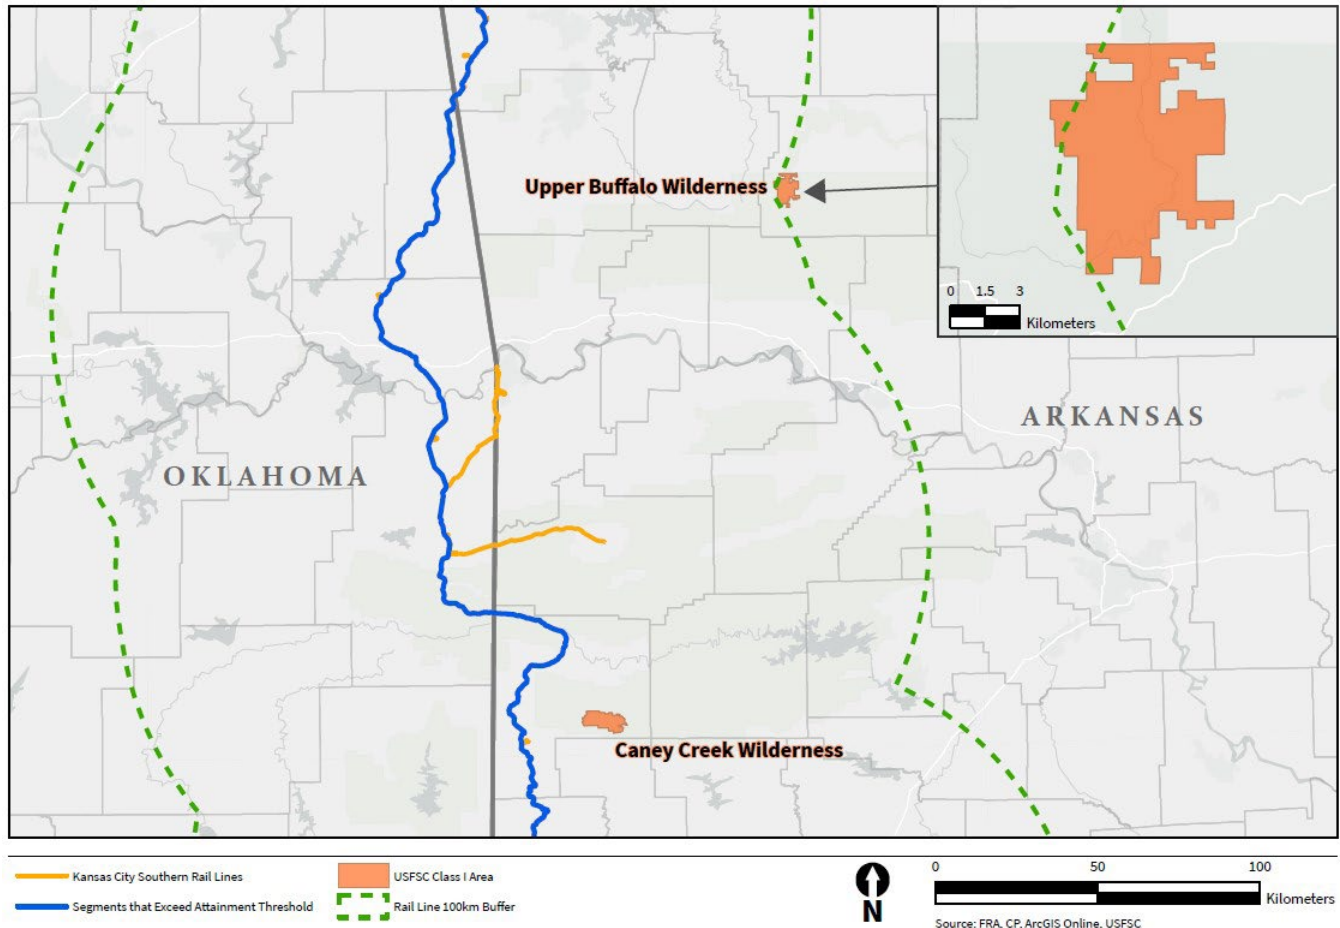 Upper Buffalo Wilderness
0 1.5 3
Kilometers
ARKANSAS
OKLAHOMA
Caney Creek Wilderness
Kansas City Southern Rail Lines
USFSC Class I Area
Segments that Exceed Attainment Threshold
Rail Line 100km Buffer
N
0 50 100
Kilometers
Source: FRA, CP, ArcGIS Online, USFSC